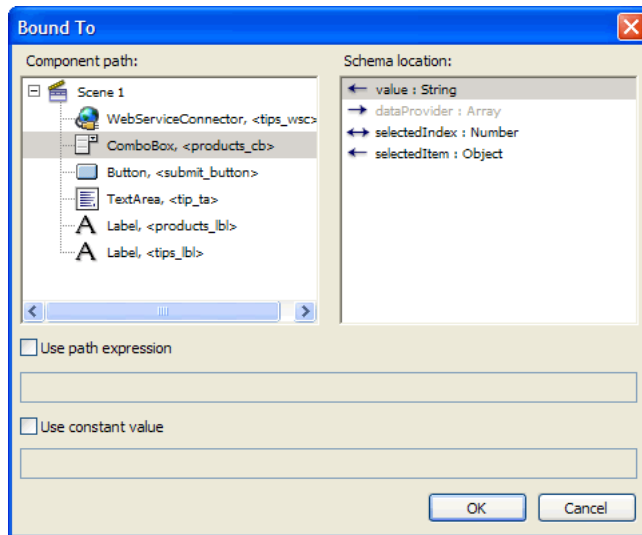 Bound To
Component path:
Scene 1
WebServiceConnector, <tips_wsc>
ComboBox, <products_cb>
Button, <submit_button>
TextArea, <tip_ta>
Label, <products_lbl>
Label, <tips_lbl>
Schema location:
value : String
dataProvider : Array
selectedIndex : Number
selectedItem : Object
Use path expression
Use constant value
OK
Cancel